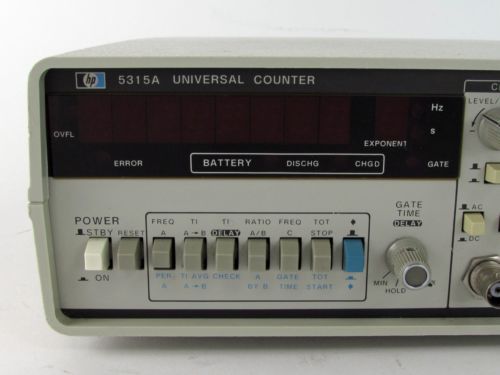 hp 5315A UNIVERSAL COUNTER
Hz
s
OVFL
EXPONENT
ERROR BATTERY DISCHG CHGD GATE
LEVEL/
POWER
STBY RESET
ON
FREQ TI TI RATIO FREQ TOT
A A→B DELAY A/B C STOP
PER TI AVG CHECK A GATE TOT
A A→B BY B TIME START
GATE
TIME
DELAY
MIN
HOLD
AC
DC